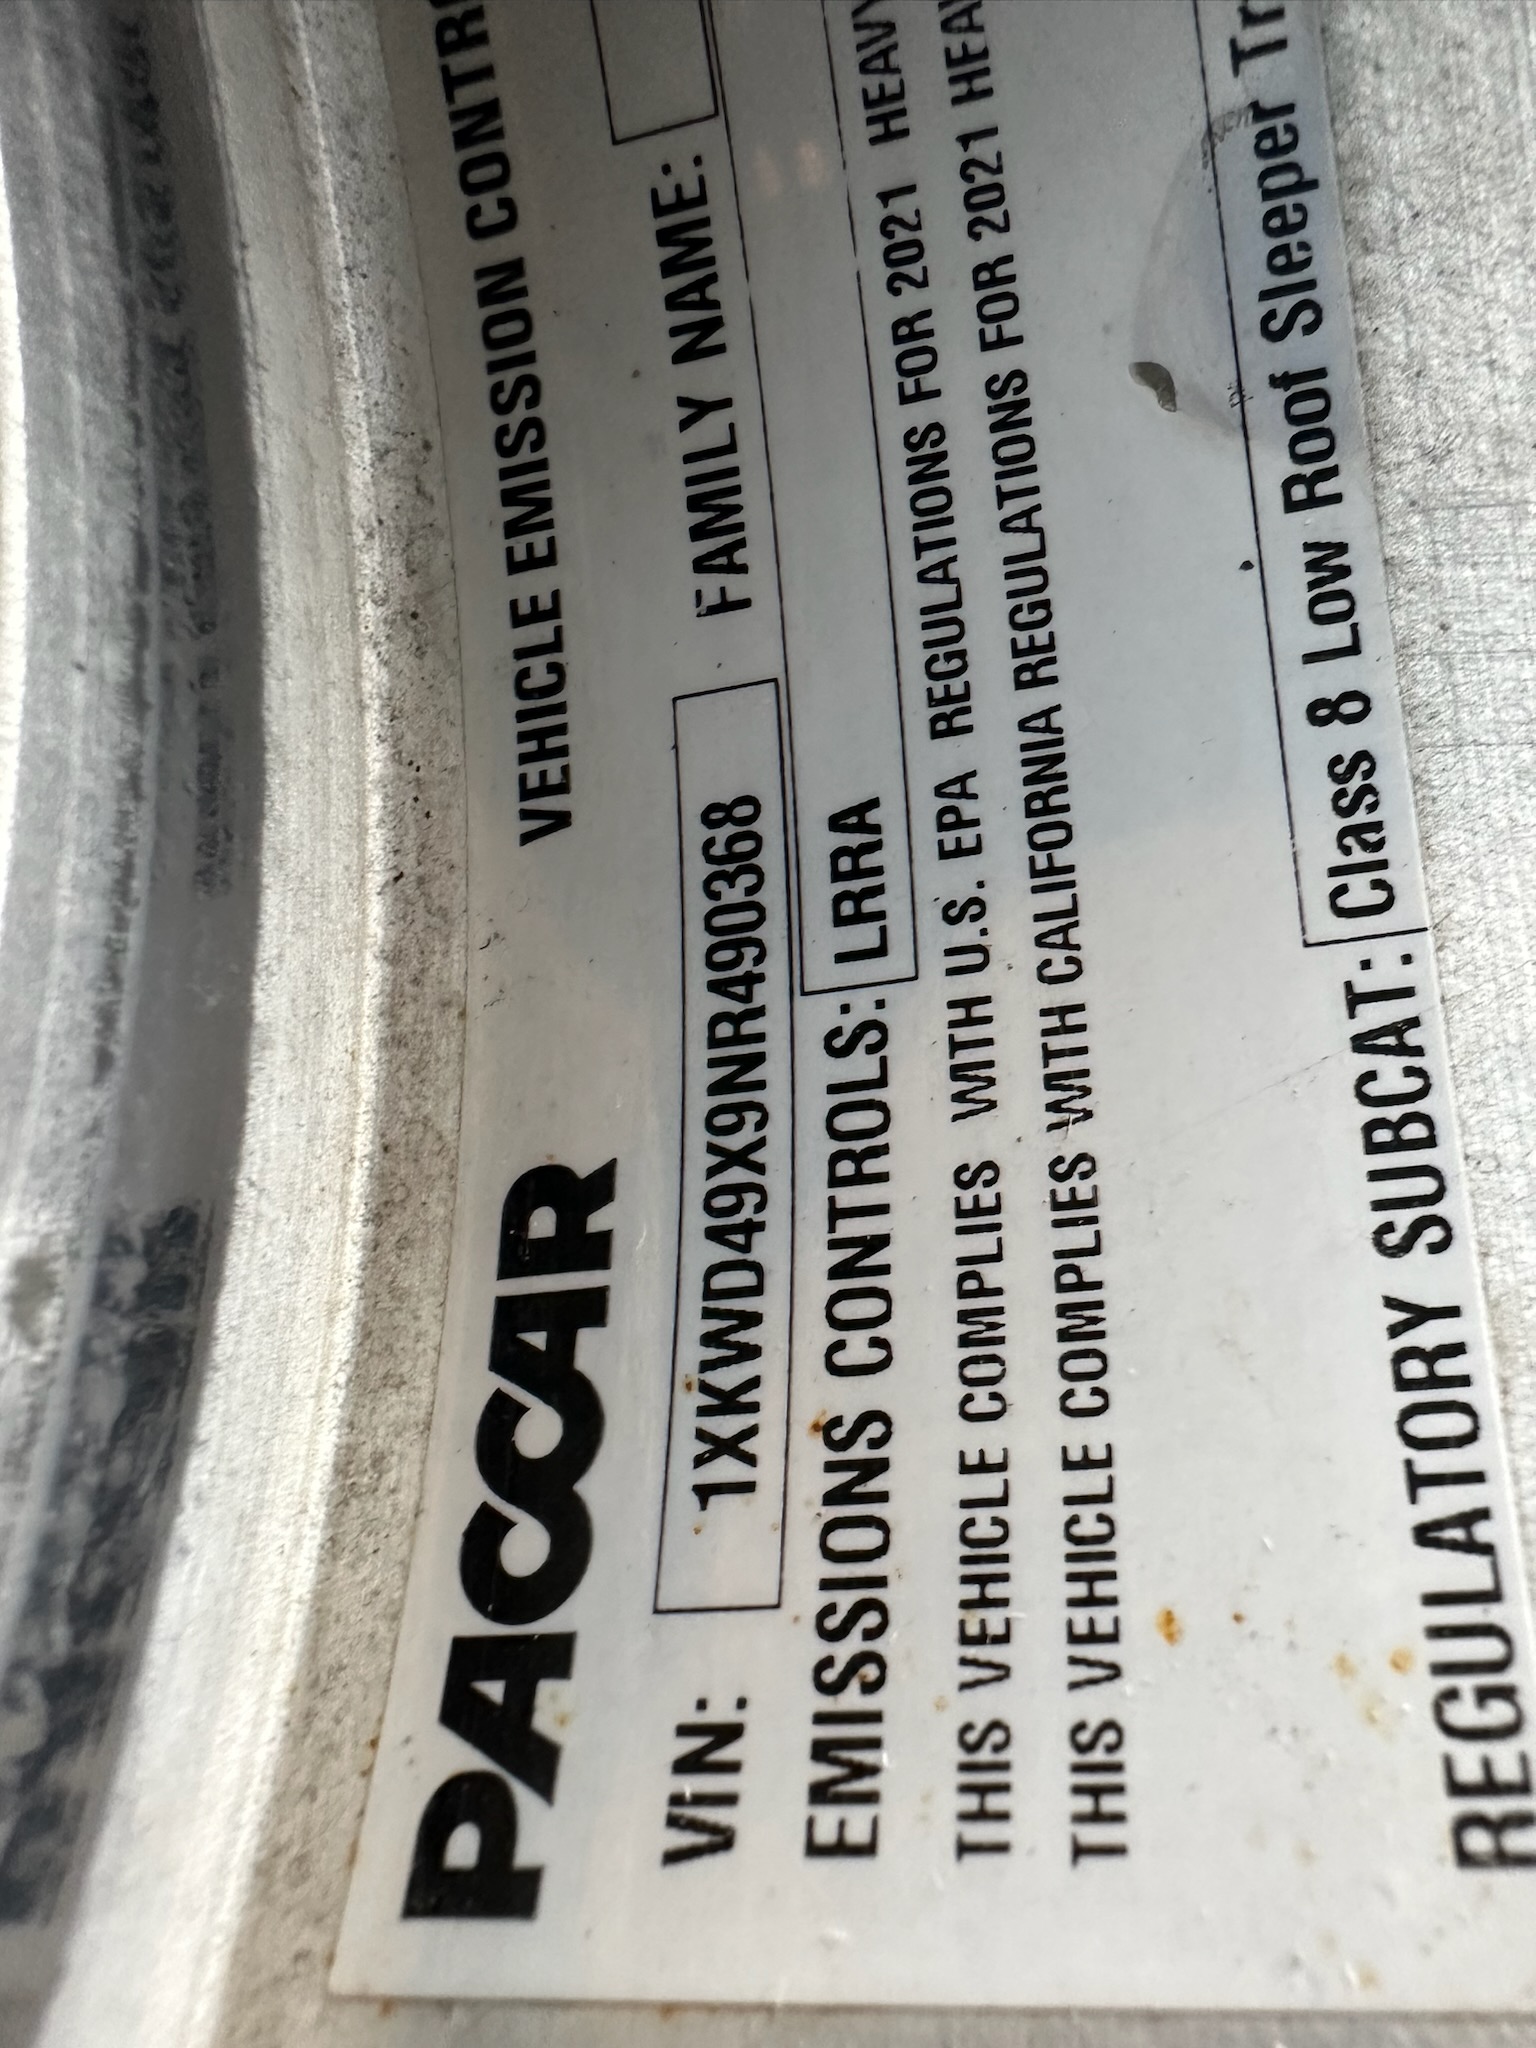 PACCAR VEHICLE EMISSION CONTR
VIN: 1XKWD49X9NR490368 FAMILY NAME:
EMISSIONS CONTROLS: LRRA
THIS VEHICLE COMPLIES WITH U.S. EPA REGULATIONS FOR 2021 HEAVY
THIS VEHICLE COMPLIES WITH CALIFORNIA REGULATIONS FOR 2021 HEA
REGULATORY SUBCAT: Class 8 Low Roof Sleeper Tr